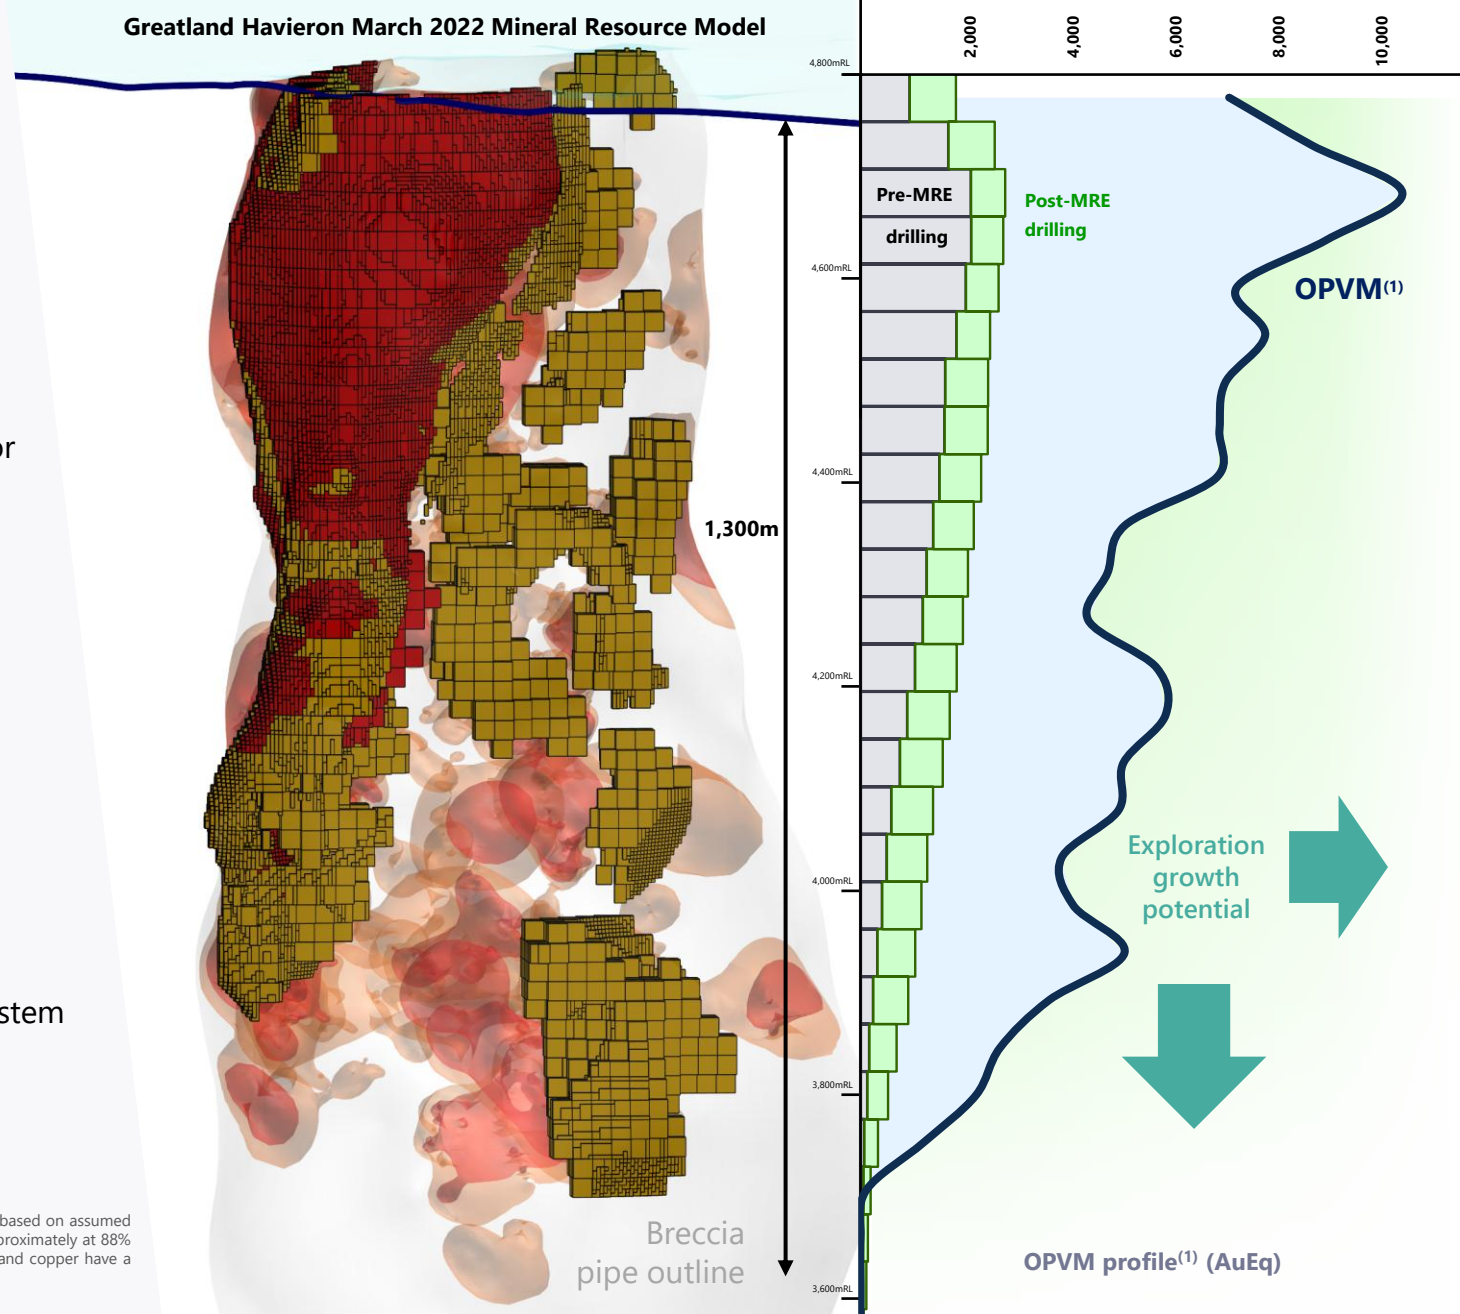 Greatland Havieron March 2022 Mineral Resource Model
2,000
4,000
6,000
8,000
10,000
4,800mRL
Pre-MRE
drilling
Post-MRE
drilling
4,600mRL
OPVM(1)
or
4,400mRL
1,300m
4,200mRL
Exploration
growth
potential
4,000mRL
stem
3,800mRL
based on assumed
proximately at 88%
and copper have a
Breccia
pipe outline
OPVM profile(1) (AuEq)
3,600mRL